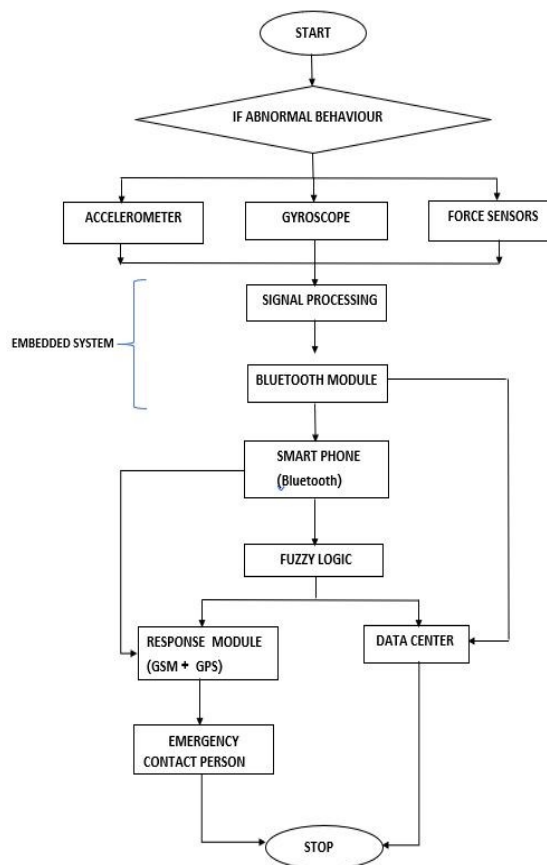 START
IF ABNORMAL BEHAVIOUR
ACCELEROMETER
GYROSCOPE
FORCE SENSORS
SIGNAL PROCESSING
EMBEDDED SYSTEM
BLUETOOTH MODULE
SMART PHONE
(Bluetooth)
FUZZY LOGIC
RESPONSE MODULE
(GSM + GPS)
DATA CENTER
EMERGENCY
CONTACT PERSON
STOP